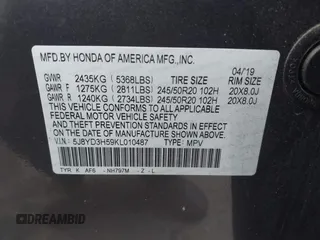 MFD.BY HONDA OF AMERICA MFG.,INC.
04/19
GVWR 2435KG (5368LBS) TIRE SIZE RIM SIZE
GAWR F 1275KG (2811LBS) 245/50R20 102H 20X8.0J
GAWR R 1240KG (2734LBS) 245/50R20 102H 20X8.0J
THIS VEHICLE CONFORMS TO ALL APPLICABLE
FEDERAL MOTOR VEHICLE SAFETY STANDARDS
IN EFFECT ON THE DATE OF MANUFACTURE
SHOWN ABOVE.
V.I.N. 5J8YD3H59KL010487 TYPE: MPV
TYR K AF6 - NH797M - Z - L
© DREAMBID